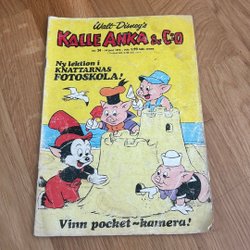 Walt Disney's
KALLE ANKA & C:O
Ny lektion i
KNATTARNAS
FOTOSKOLA!
Vinn pocket-kamera!